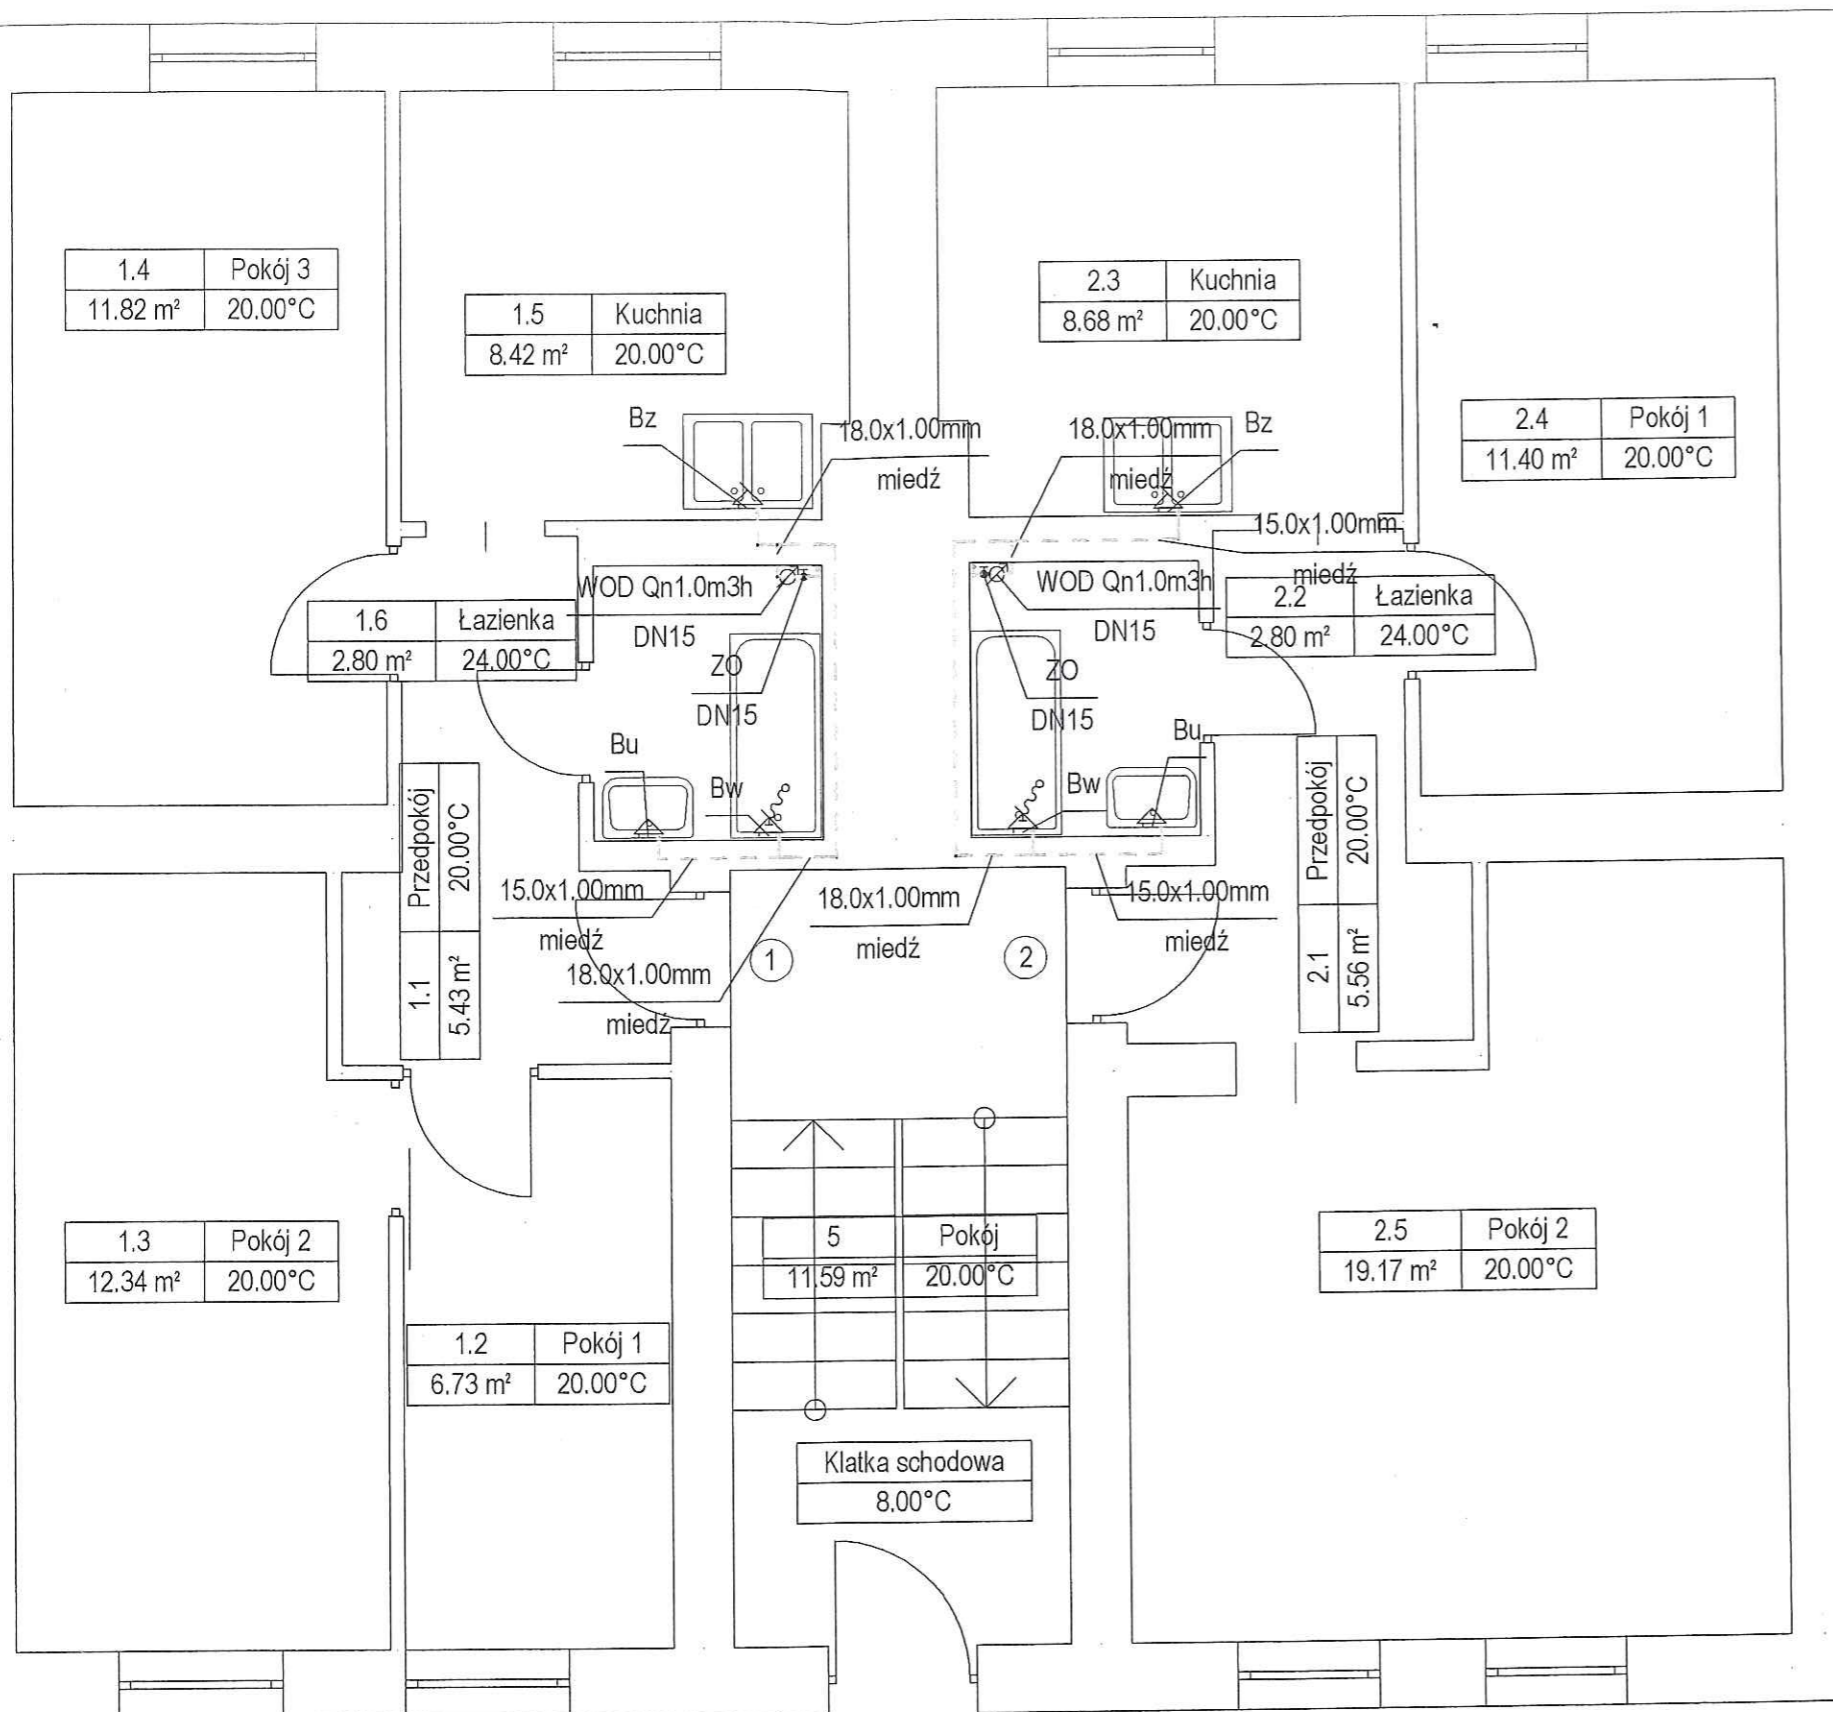 1.4 Pokój 3
11.82 m² 20.00°C
1.5 Kuchnia
8.42 m² 20.00°C
2.3 Kuchnia
8.68 m² 20.00°C
2.4 Pokój 1
11.40 m² 20.00°C
Bz
18.0x1.00mm
miedź
18.0x1.00mm
miedź
Bz
15.0x1.00mm
miedź
WOD Qn1.0m3h
DN15
WOD Qn1.0m3h
DN15
1.6 Łazienka
2.80 m² 24.00°C
2.2 Łazienka
2.80 m² 24.00°C
ZO
DN15
ZO
DN15
Bu
Bw
Bw
Bu
1.1 Przedpokój
5.43 m² 20.00°C
2.1 Przedpokój
5.56 m² 20.00°C
15.0x1.00mm
miedź
18.0x1.00mm
miedź
18.0x1.00mm
miedź
15.0x1.00mm
miedź
1
2
1.3 Pokój 2
12.34 m² 20.00°C
5 Pokój
11.59 m² 20.00°C
2.5 Pokój 2
19.17 m² 20.00°C
1.2 Pokój 1
6.73 m² 20.00°C
Klatka schodowa
8.00°C